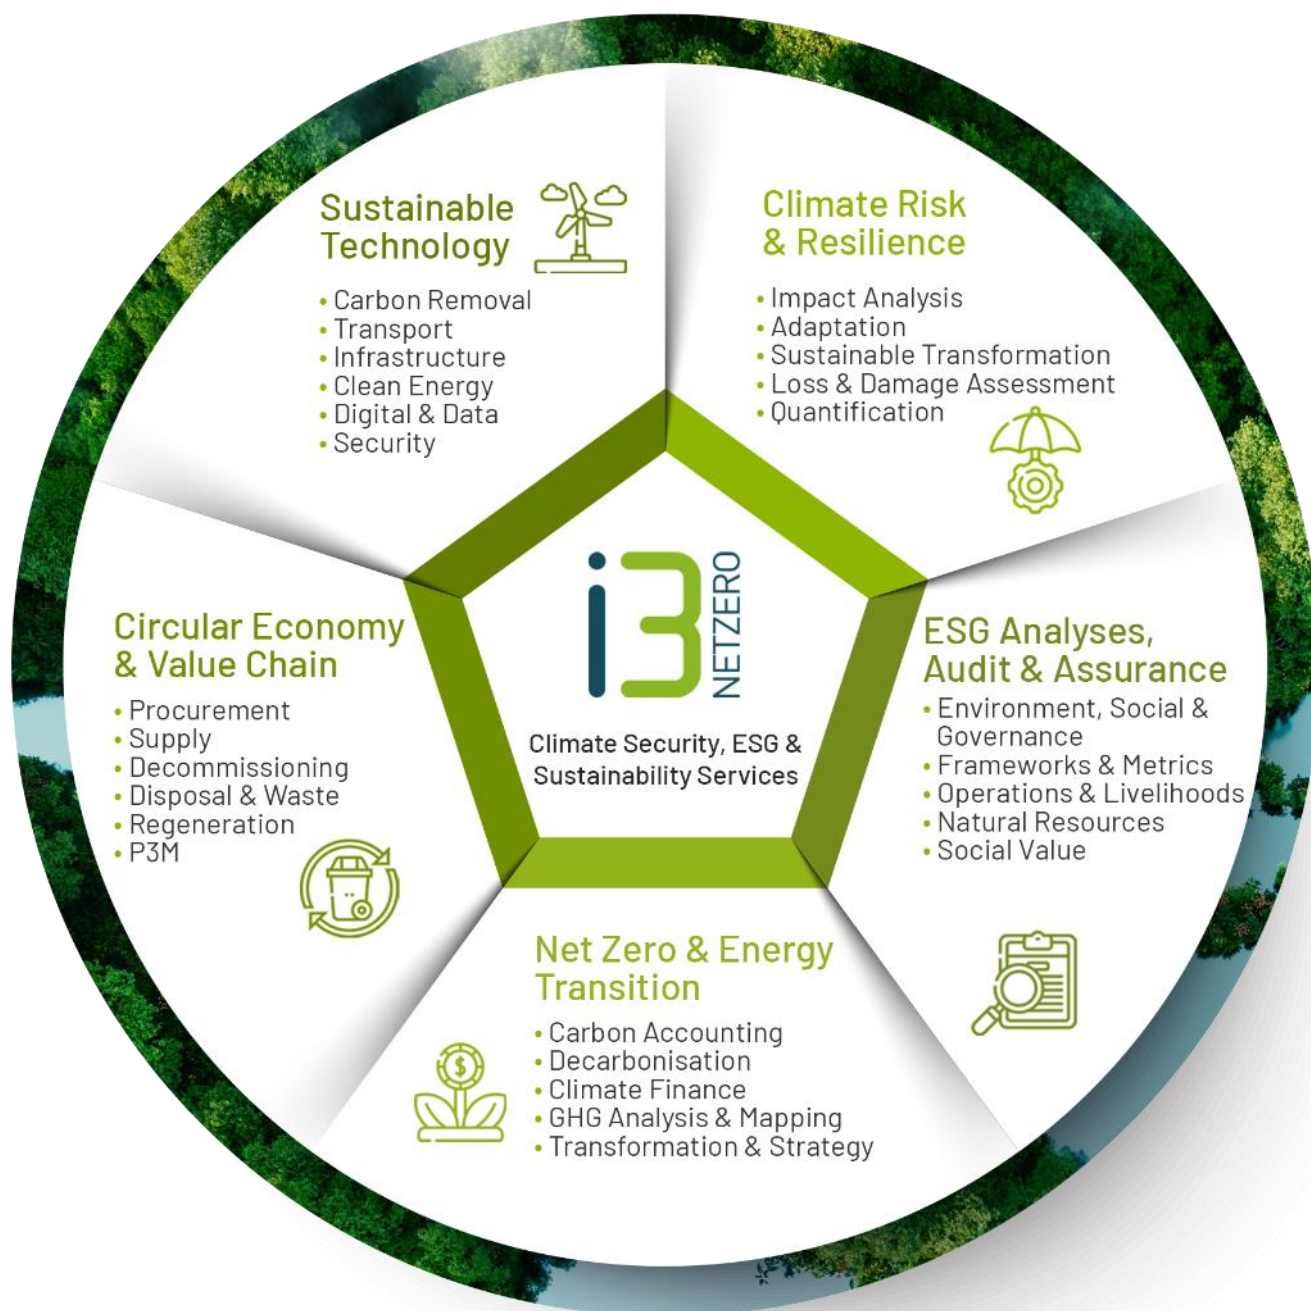 Sustainable
Technology
• Carbon Removal
• Transport
• Infrastructure
• Clean Energy
• Digital & Data
• Security
Climate Risk
& Resilience
• Impact Analysis
• Adaptation
• Sustainable Transformation
• Loss & Damage Assessment
• Quantification
Circular Economy
& Value Chain
• Procurement
• Supply
• Decommissioning
• Disposal & Waste
• Regeneration
• P3M
i3
NETZERO
Climate Security, ESG &
Sustainability Services
ESG Analyses,
Audit & Assurance
• Environment, Social &
Governance
• Frameworks & Metrics
• Operations & Livelihoods
• Natural Resources
• Social Value
Net Zero & Energy
Transition
• Carbon Accounting
• Decarbonisation
• Climate Finance
• GHG Analysis & Mapping
• Transformation & Strategy
$